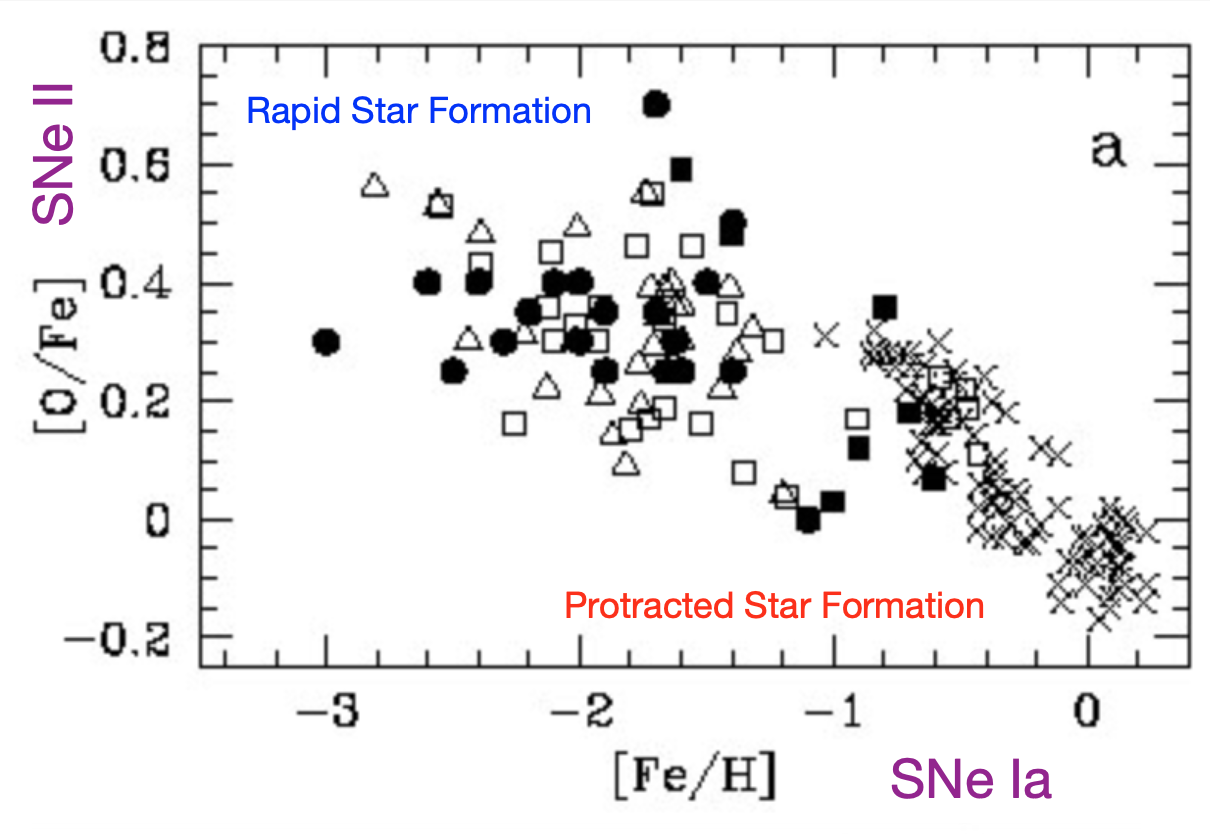 0.8
Rapid Star Formation
a
SNe II
0.6
0.4
[O/Fe]
0.2
0
Protracted Star Formation
−0.2
−3 −2 −1 0
[Fe/H]
SNe Ia